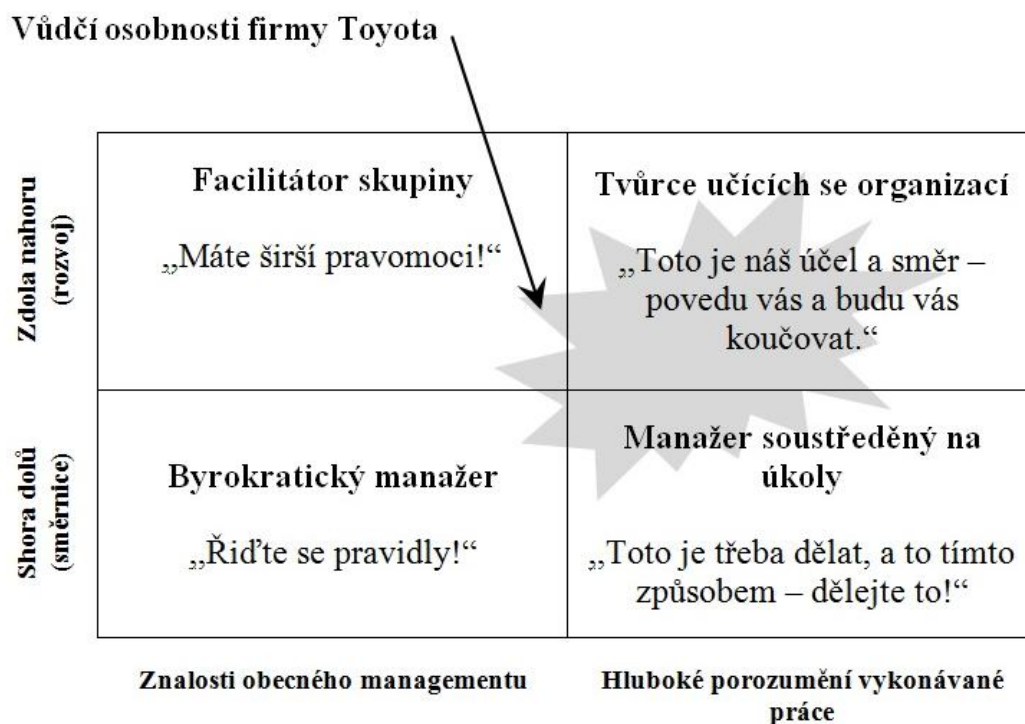 Vůdčí osobnosti firmy Toyota
Zdola nahoru
(rozvoj)
Facilitátor skupiny
„Máte širší pravomoci!“
Tvůrce učících se organizací
„Toto je náš účel a směr –
povedu vás a budu vás
koučovat.“
Shora dolů
(směrnice)
Byrokratický manažer
„Řiďte se pravidly!“
Manažer soustředěný na
úkoly
„Toto je třeba dělat, a to tímto
způsobem – dělejte to!“
Znalosti obecného managementu
Hluboké porozumění vykonávané
práce